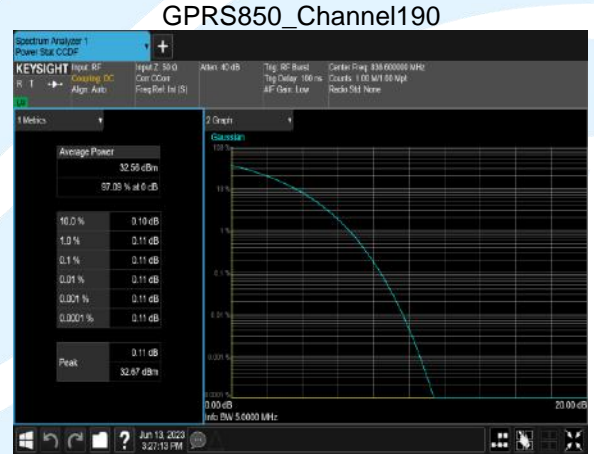 GPRS850_Channel190
Spectrum Analyzer 1
Power Stat CCDF
+
KEYSIGHT
R T
Input: RF
Coupling: DC
Align: Auto
Input Z: 50 Ω
Corr CCorr
Freq Ref: Int (S)
Atten: 40 dB
Trig: RF Burst
Trig Delay: 100 ns
#IF Gain: Low
Center Freq: 836.600000 MHz
Counts: 1.00 M/1.00 Mpt
Radio Std: None
1 Metrics
2 Graph
Average Power
32.56 dBm
97.09 % at 0 dB
10.0 % 0.10 dB
1.0 % 0.11 dB
0.1 % 0.11 dB
0.01 % 0.11 dB
0.001 % 0.11 dB
0.0001 % 0.11 dB
Peak
0.11 dB
32.67 dBm
Gaussian
100 %
10 %
1 %
0.1 %
0.01 %
0.001 %
0.0001 %
0.00 dB
20.00 dB
Info BW 5.0000 MHz
?
Jun 13, 2023
3:27:13 PM